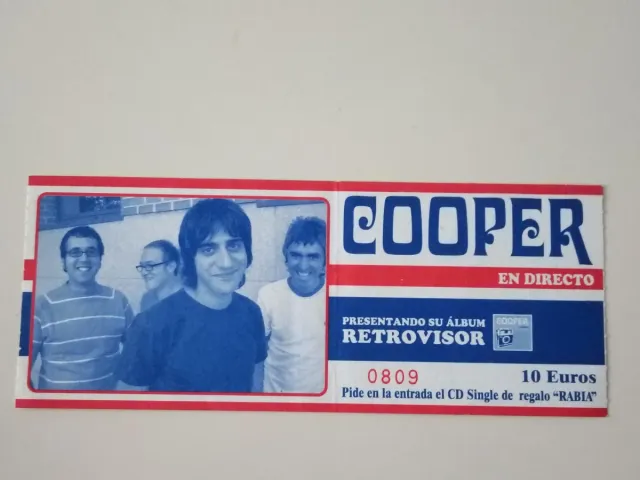 COOPER
EN DIRECTO
PRESENTANDO SU ÁLBUM
RETROVISOR
COOPER
0809
10 Euros
Pide en la entrada el CD Single de regalo “RABIA”